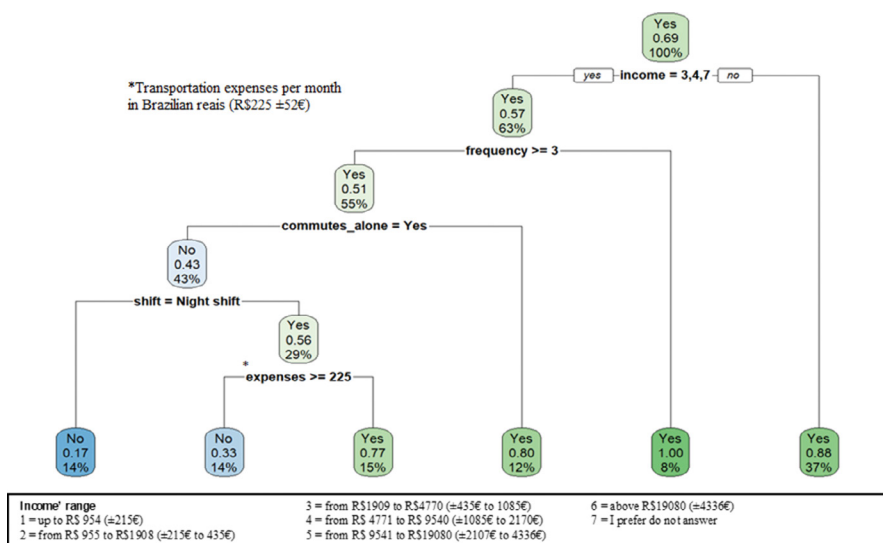 Yes
0.69
100%
yes income = 3,4,7 no
*Transportation expenses per month
in Brazilian reais (R$225 ±52€)
Yes
0.57
63%
frequency >= 3
Yes
0.51
55%
commutes_alone = Yes
No
0.43
43%
shift = Night shift
Yes
0.56
29%
*
expenses >= 225
No
0.17
14%
No
0.33
14%
Yes
0.77
15%
Yes
0.80
12%
Yes
1.00
8%
Yes
0.88
37%
Income' range
1 = up to R$ 954 (±215€)
2 = from R$ 955 to R$1908 (±215€ to 435€)
3 = from R$1909 to R$4770 (±435€ to 1085€)
4 = from R$ 4771 to R$ 9540 (±1085€ to 2170€)
5 = from R$ 9541 to R$19080 (±2107€ to 4336€)
6 = above R$19080 (±4336€)
7 = I prefer do not answer